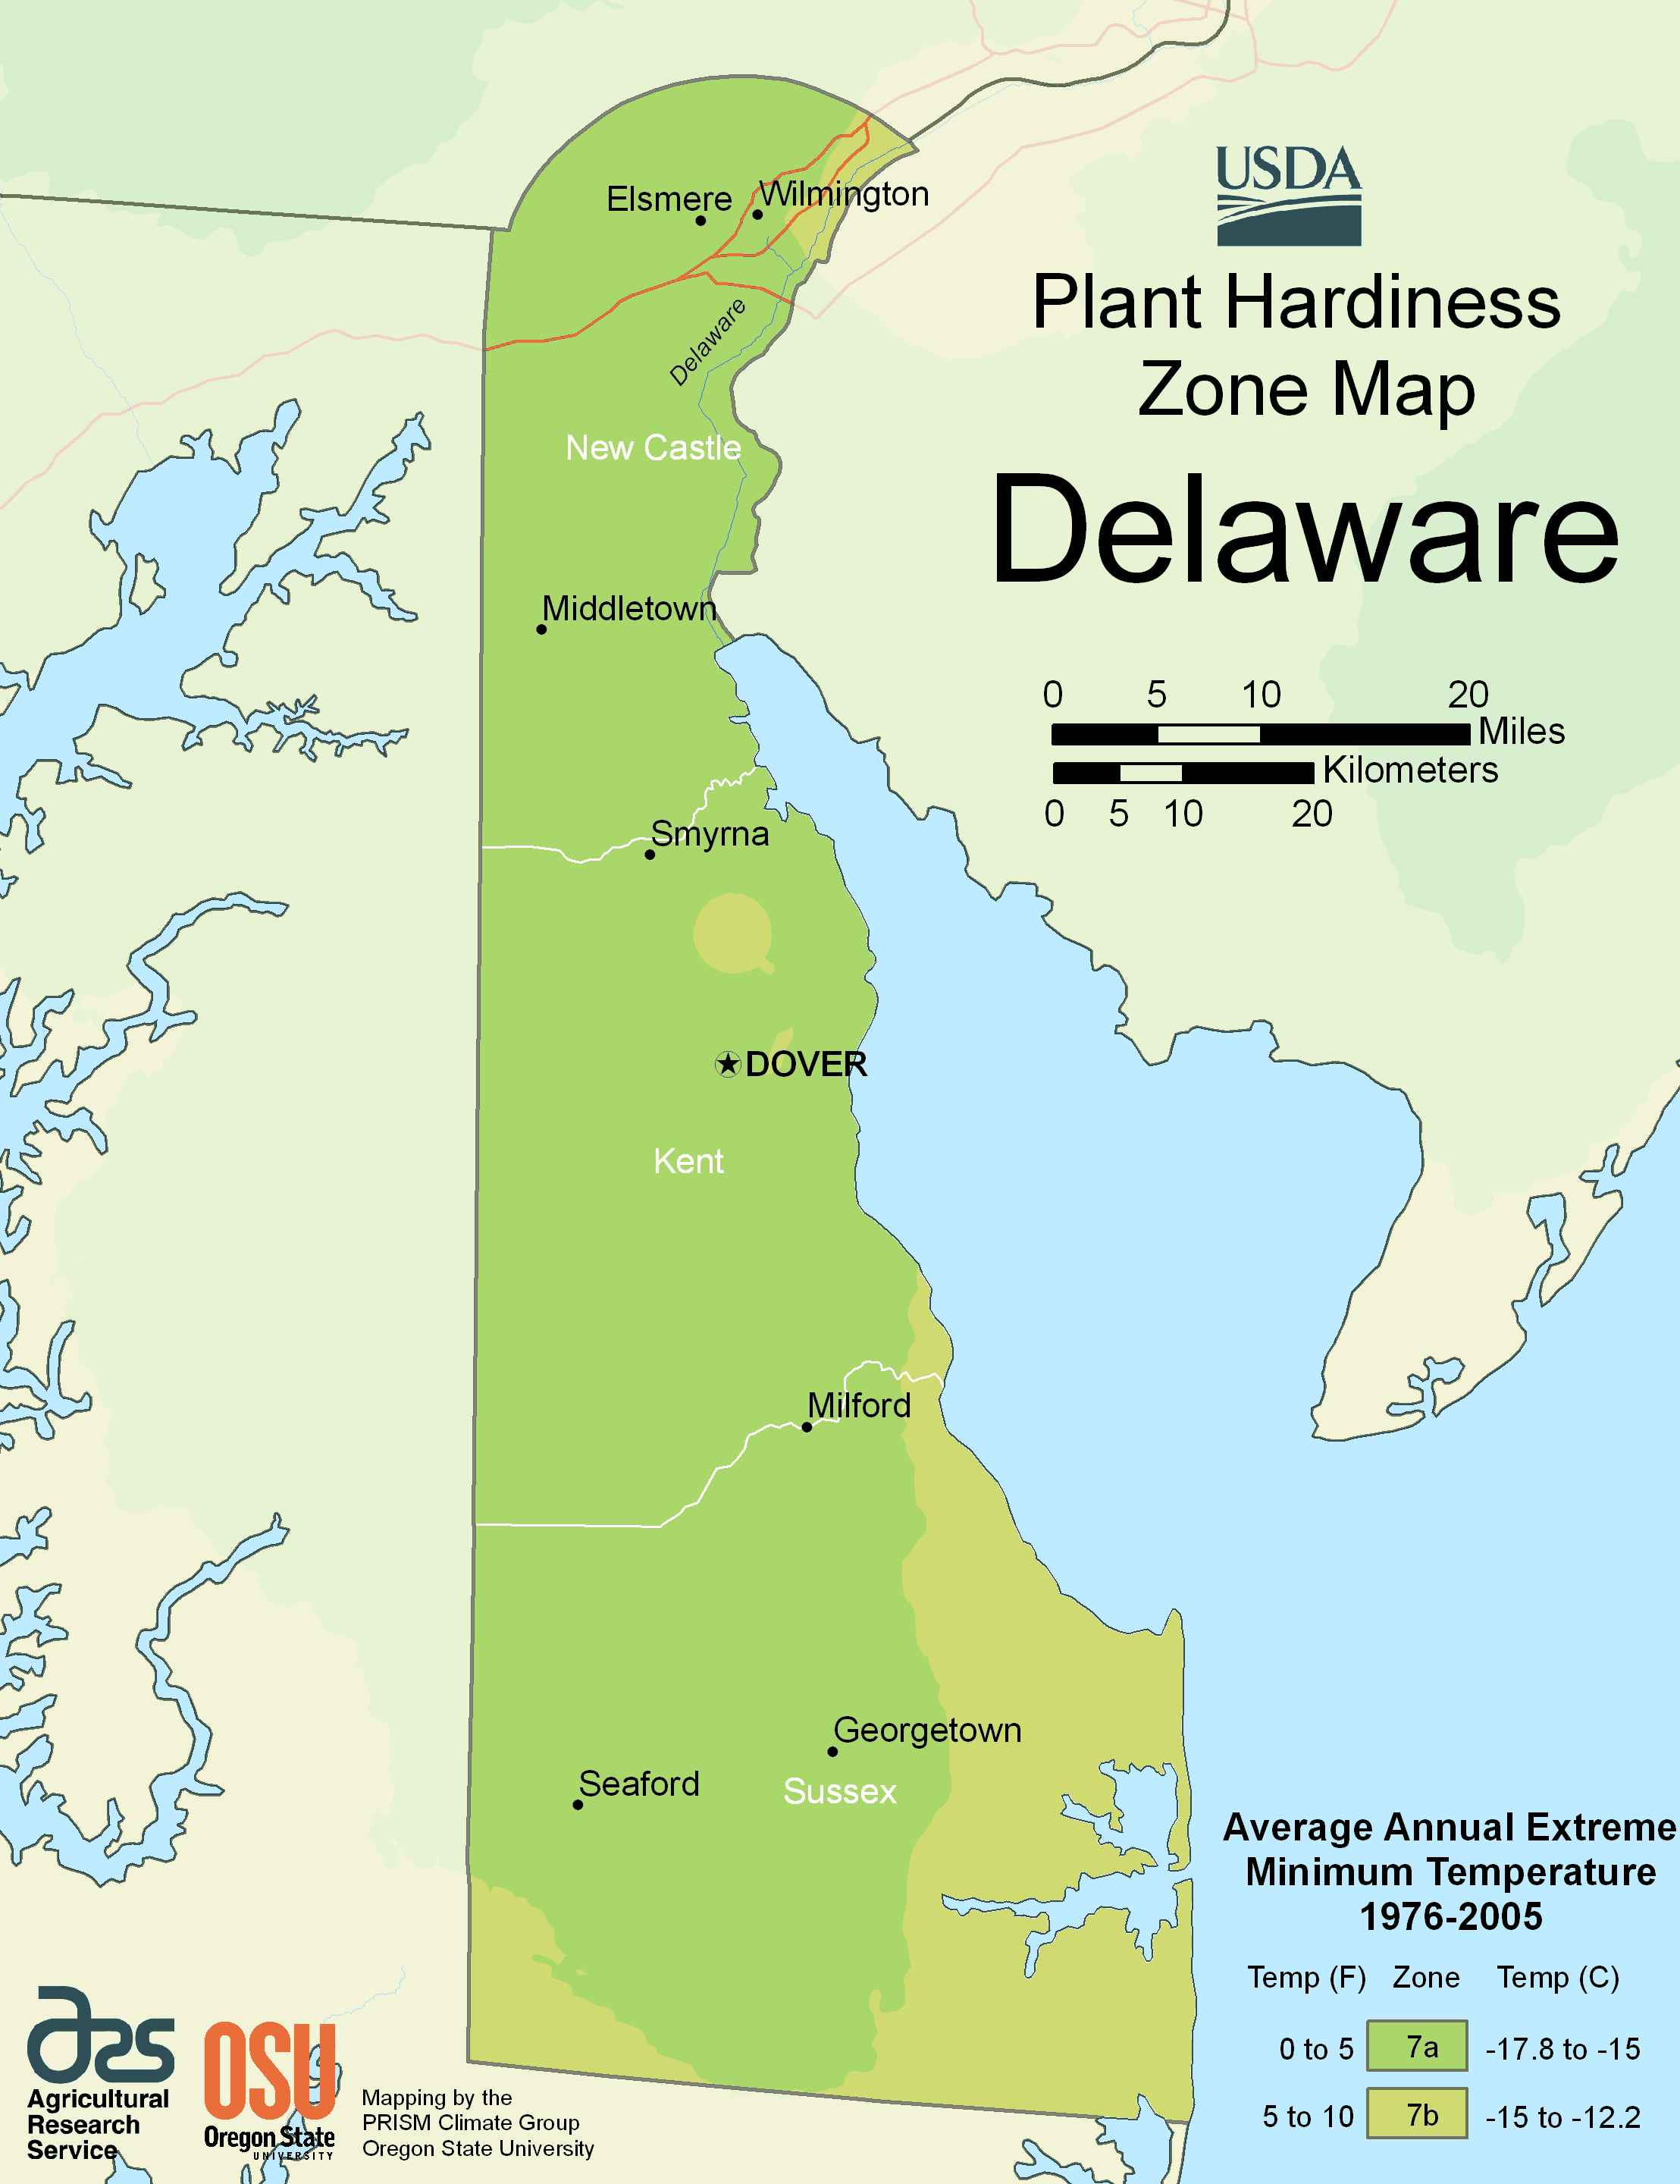 USDA
Plant Hardiness
Zone Map
Delaware
0 5 10 20
Miles
Kilometers
0 5 10 20
Elsmere
Wilmington
Delaware
New Castle
Middletown
Smyrna
DOVER
Kent
Milford
Georgetown
Seaford
Sussex
Average Annual Extreme
Minimum Temperature
1976-2005
Temp (F) Zone Temp (C)
0 to 5 7a -17.8 to -15
5 to 10 7b -15 to -12.2
ars
Agricultural
Research
Service
OSU
Oregon State
UNIVERSITY
Mapping by the
PRISM Climate Group
Oregon State University